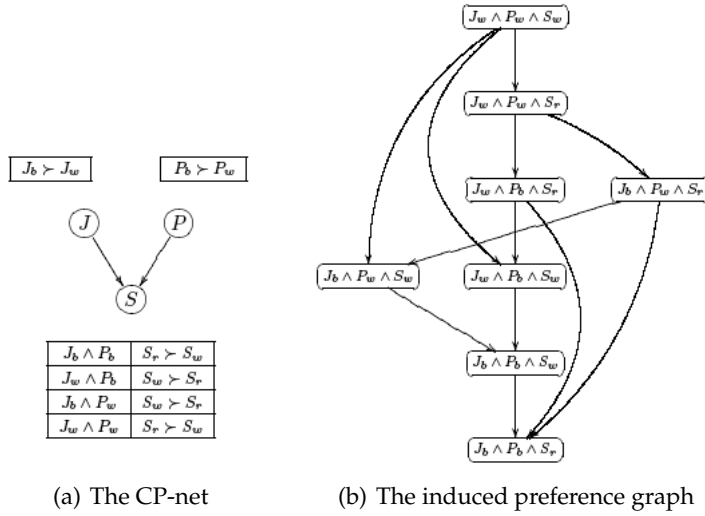 J_b ≻ J_w
P_b ≻ P_w
J
P
S
J_b ∧ P_b S_r ≻ S_w
J_w ∧ P_b S_w ≻ S_r
J_b ∧ P_w S_w ≻ S_r
J_w ∧ P_w S_r ≻ S_w
(a) The CP-net
J_w ∧ P_w ∧ S_w
J_w ∧ P_w ∧ S_r
J_w ∧ P_b ∧ S_r
J_b ∧ P_w ∧ S_r
J_b ∧ P_w ∧ S_w
J_w ∧ P_b ∧ S_w
J_b ∧ P_b ∧ S_w
J_b ∧ P_b ∧ S_r
(b) The induced preference graph